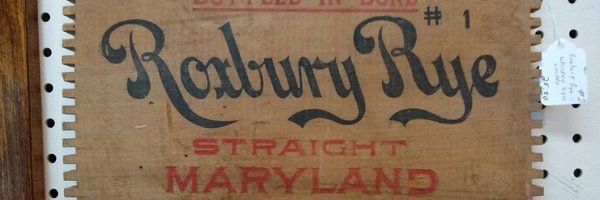 BOTTLED IN BOND
# 1
Roxbury Rye
STRAIGHT
MARYLAND